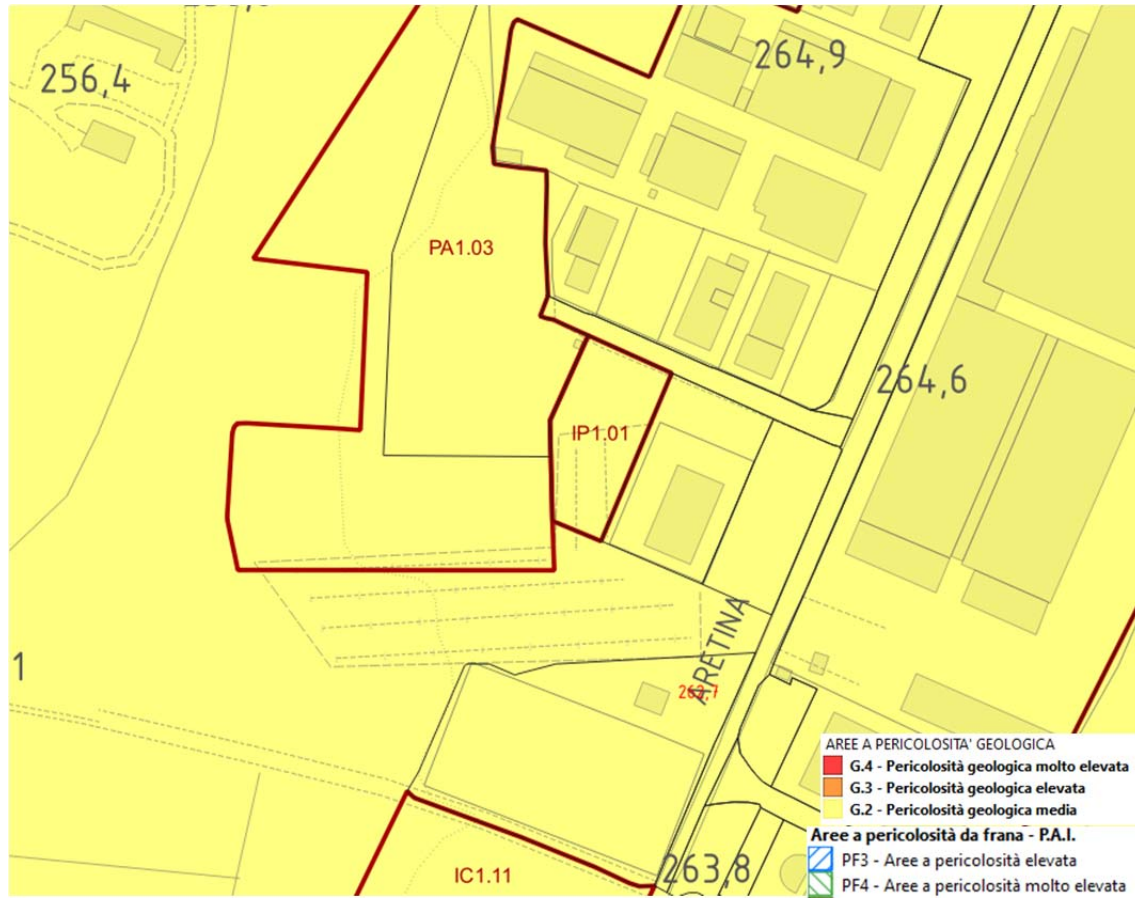 256,4
264,9
PA1.03
264,6
IP1.01
ARETINA
1
263,7
AREE A PERICOLOSITA' GEOLOGICA
G.4 - Pericolosità geologica molto elevata
G.3 - Pericolosità geologica elevata
G.2 - Pericolosità geologica media
Aree a pericolosità da frana - P.A.I.
PF3 - Aree a pericolosità elevata
PF4 - Aree a pericolosità molto elevata
263,8
IC1.11